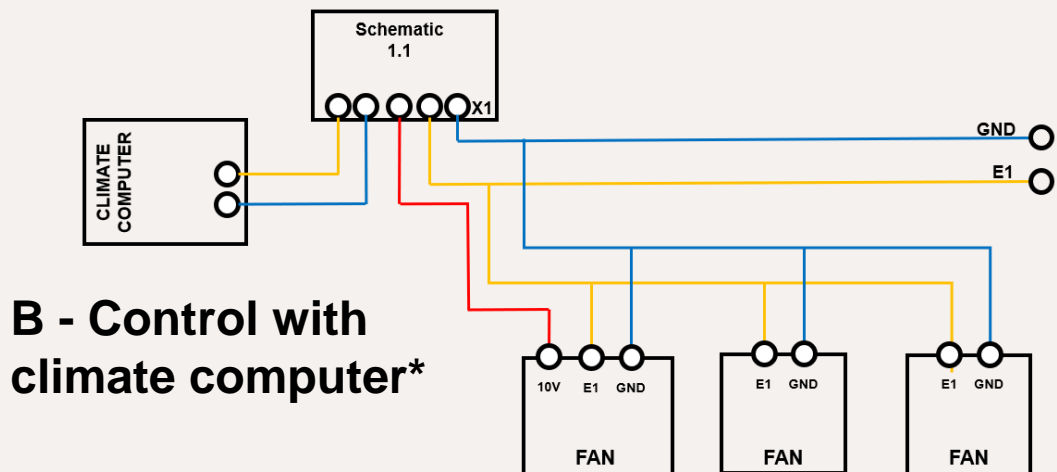 Schematic
1.1
X1
CLIMATE
COMPUTER
GND
E1
B - Control with
climate computer*
10V E1 GND
FAN
E1 GND
FAN
E1 GND
FAN